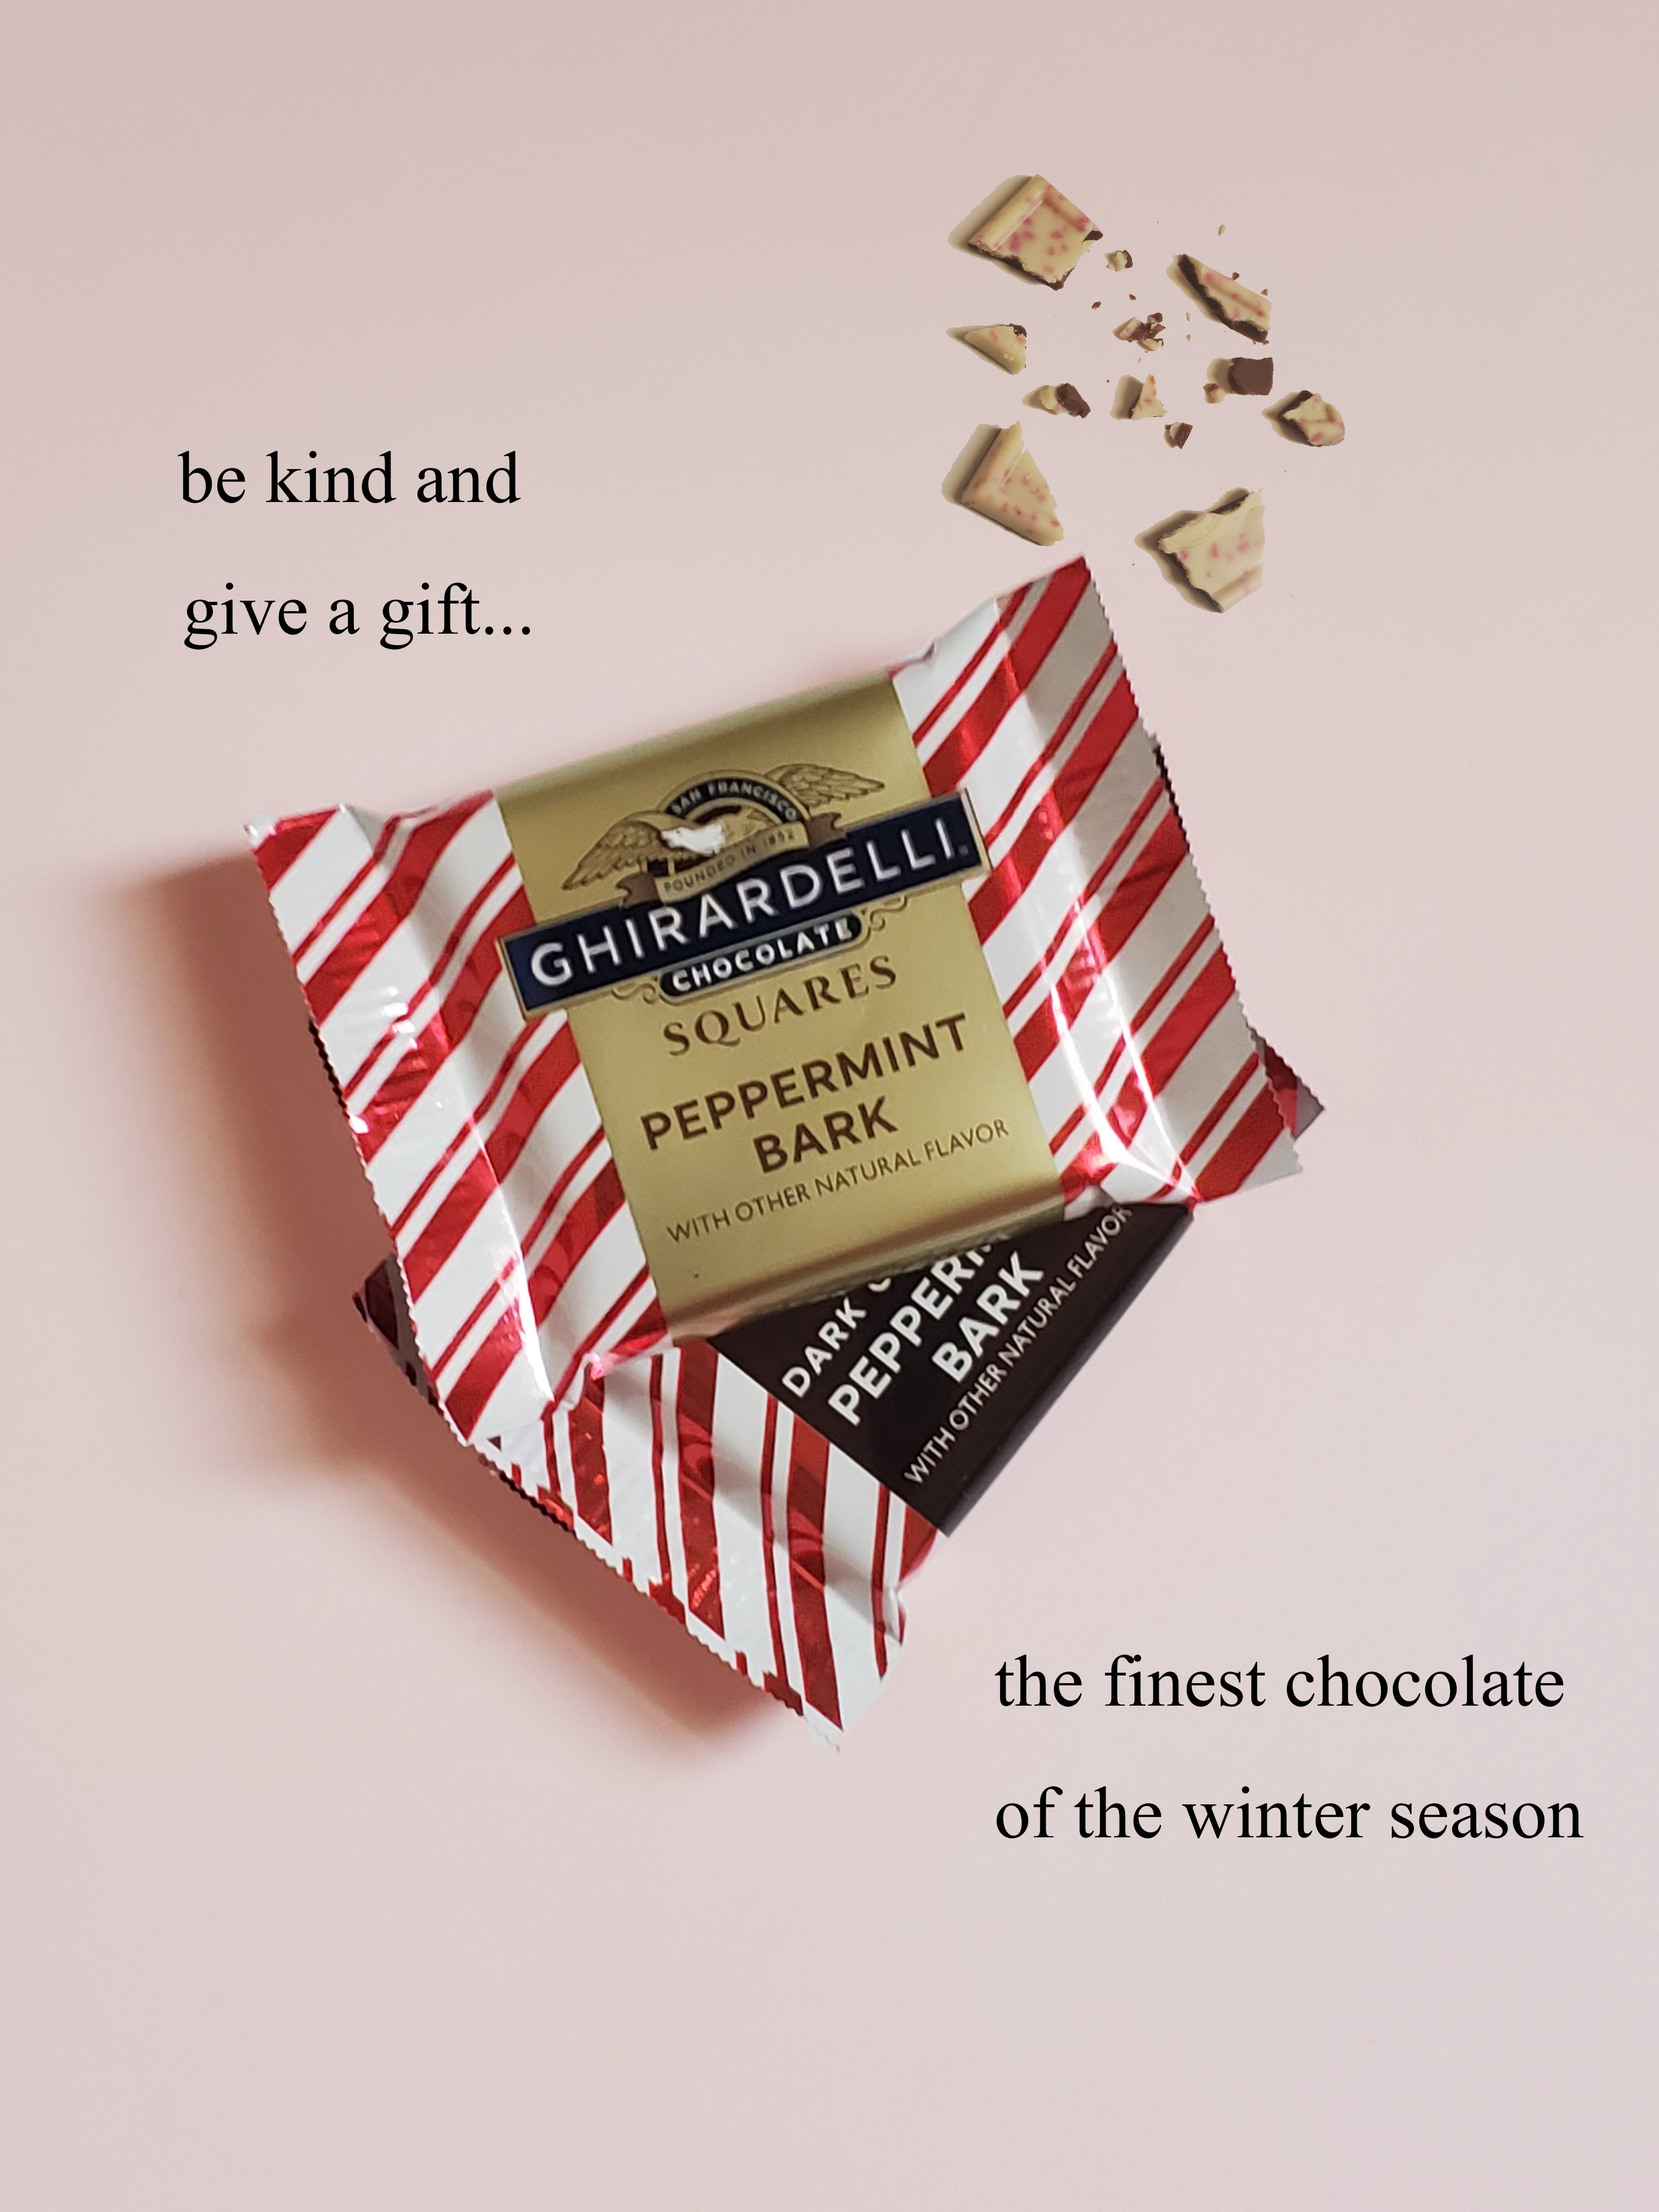 be kind and
give a gift...
SAN FRANCISCO
FOUNDED IN 1852
GHIRARDELLI®
CHOCOLATE
SQUARES
PEPPERMINT
BARK
WITH OTHER NATURAL FLAVOR
DARK
BARK
WITH OTHER NATURAL FLAVOR
the finest chocolate
of the winter season